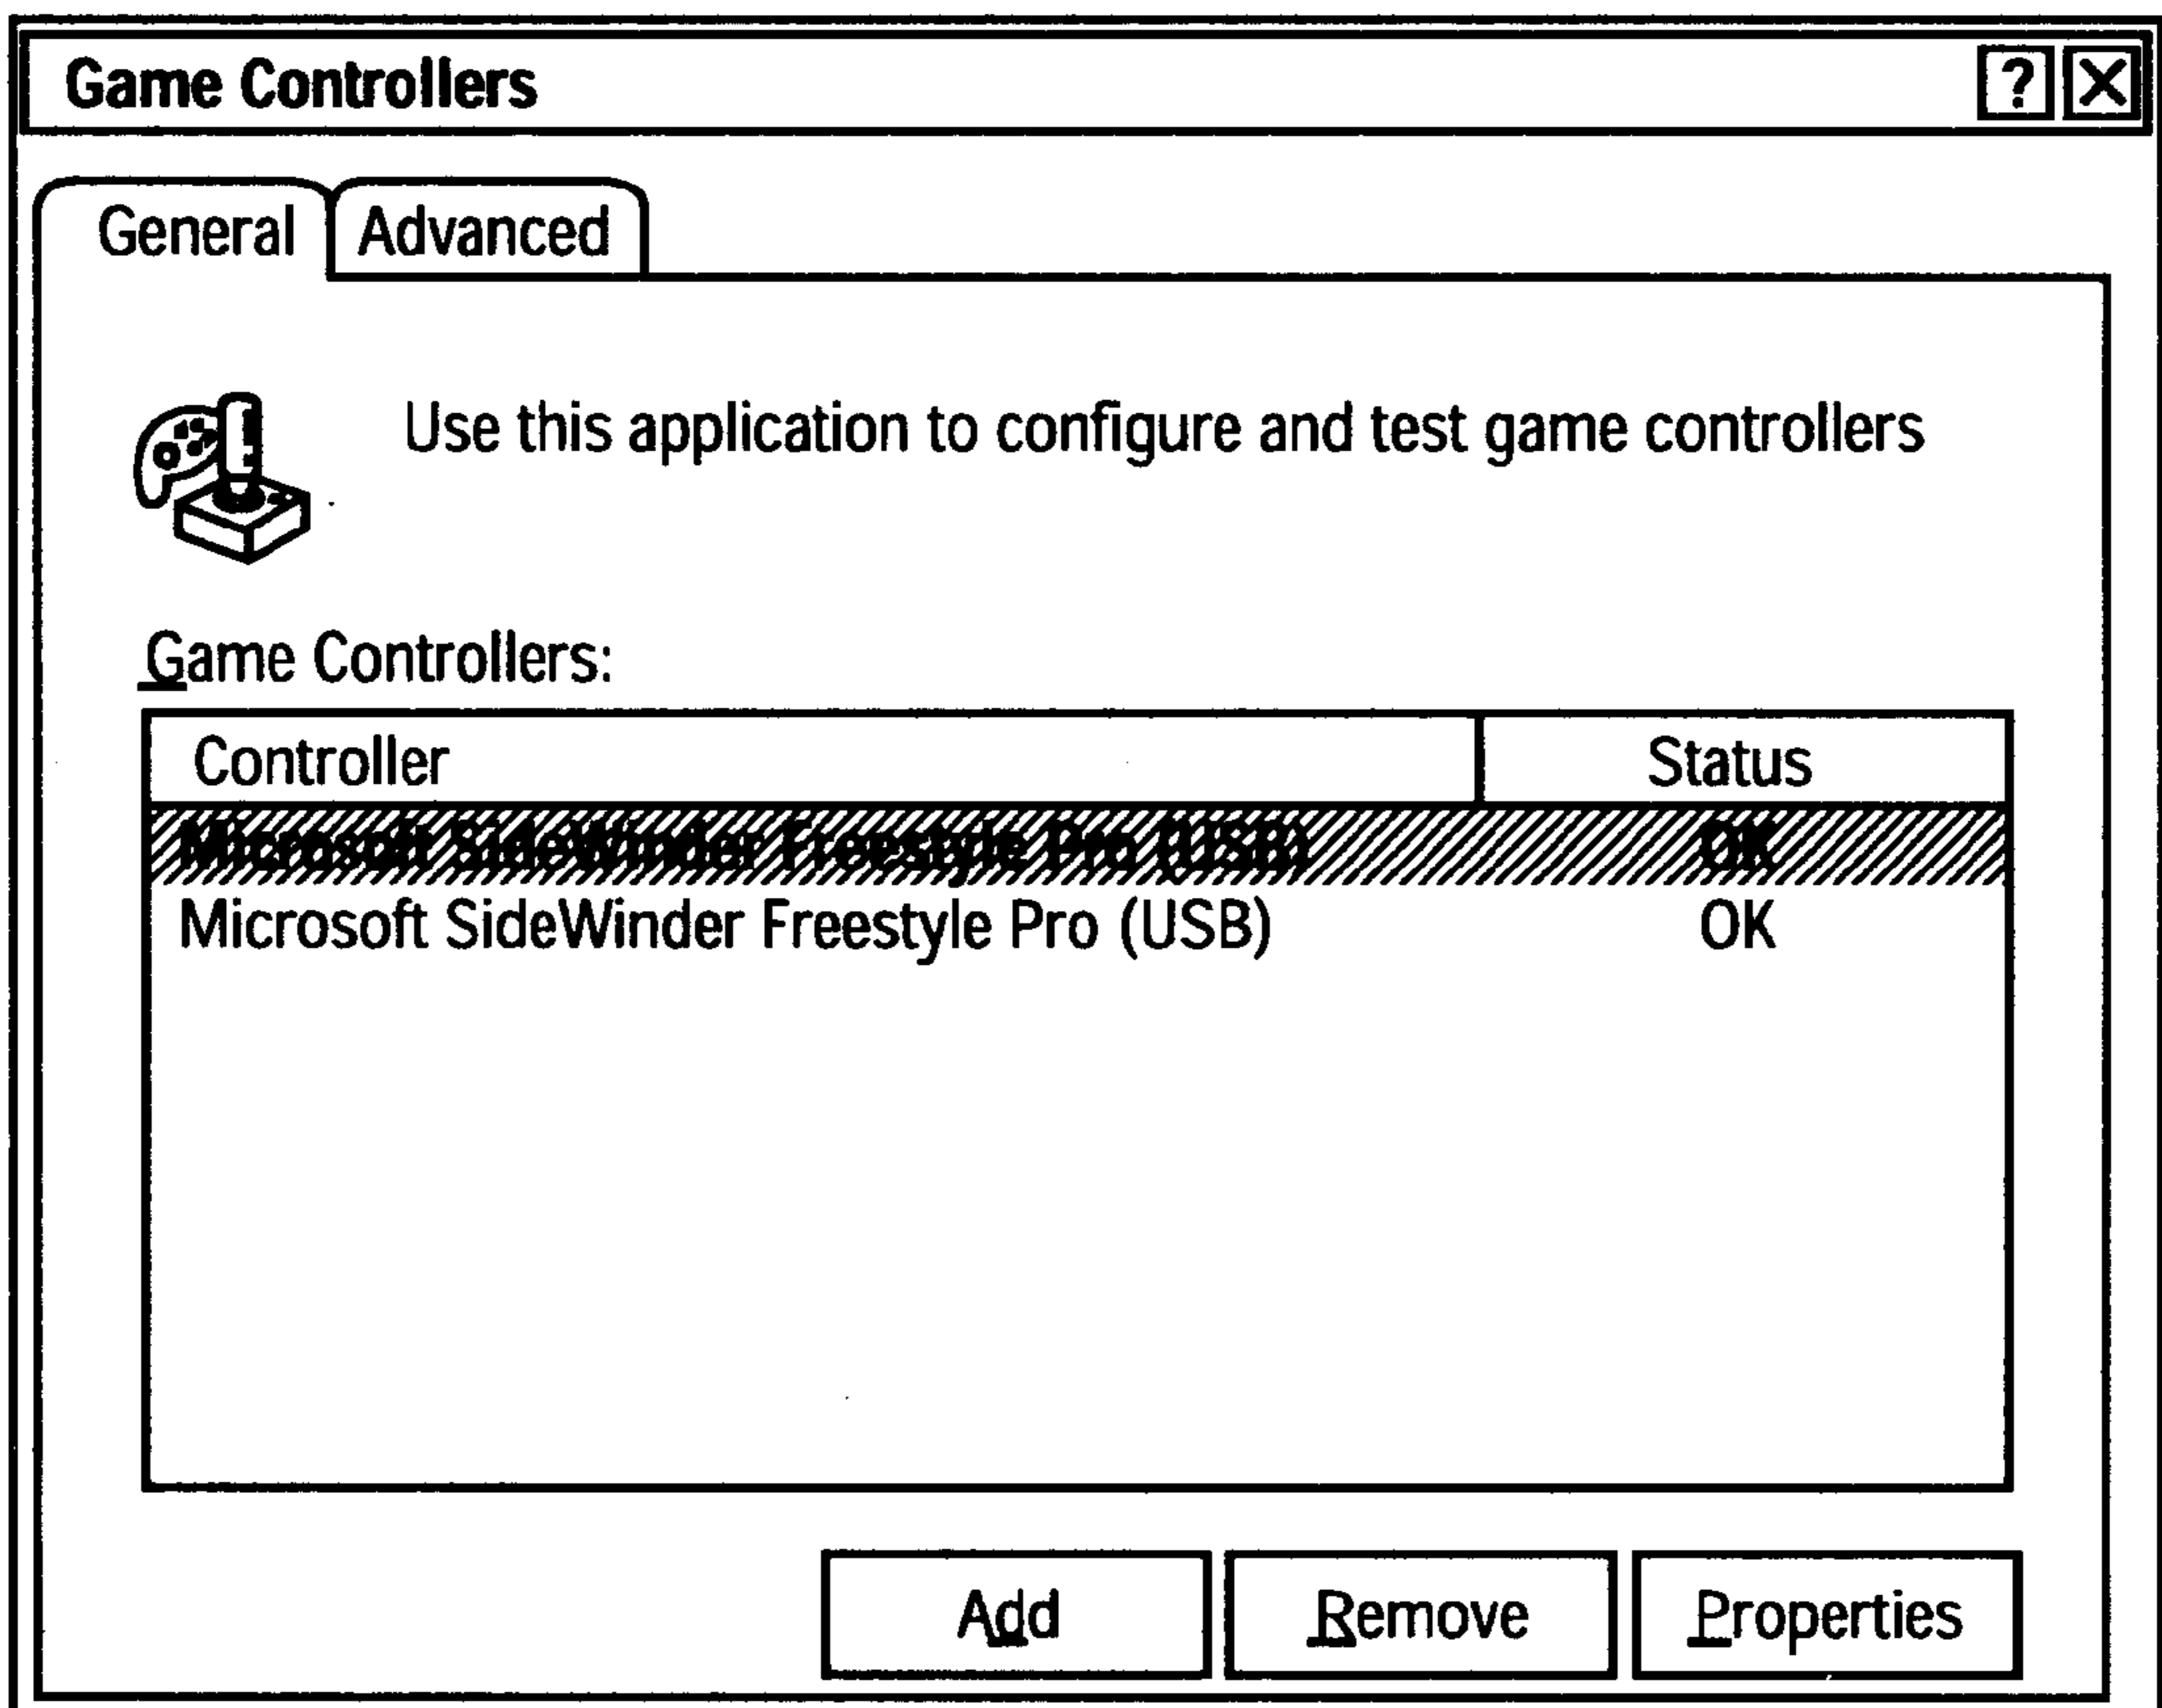 Game Controllers ? X
General Advanced
Use this application to configure and test game controllers
Game Controllers:
Controller Status
Microsoft SideWinder Freestyle Pro (USB) OK
Microsoft SideWinder Freestyle Pro (USB) OK
Add Remove Properties